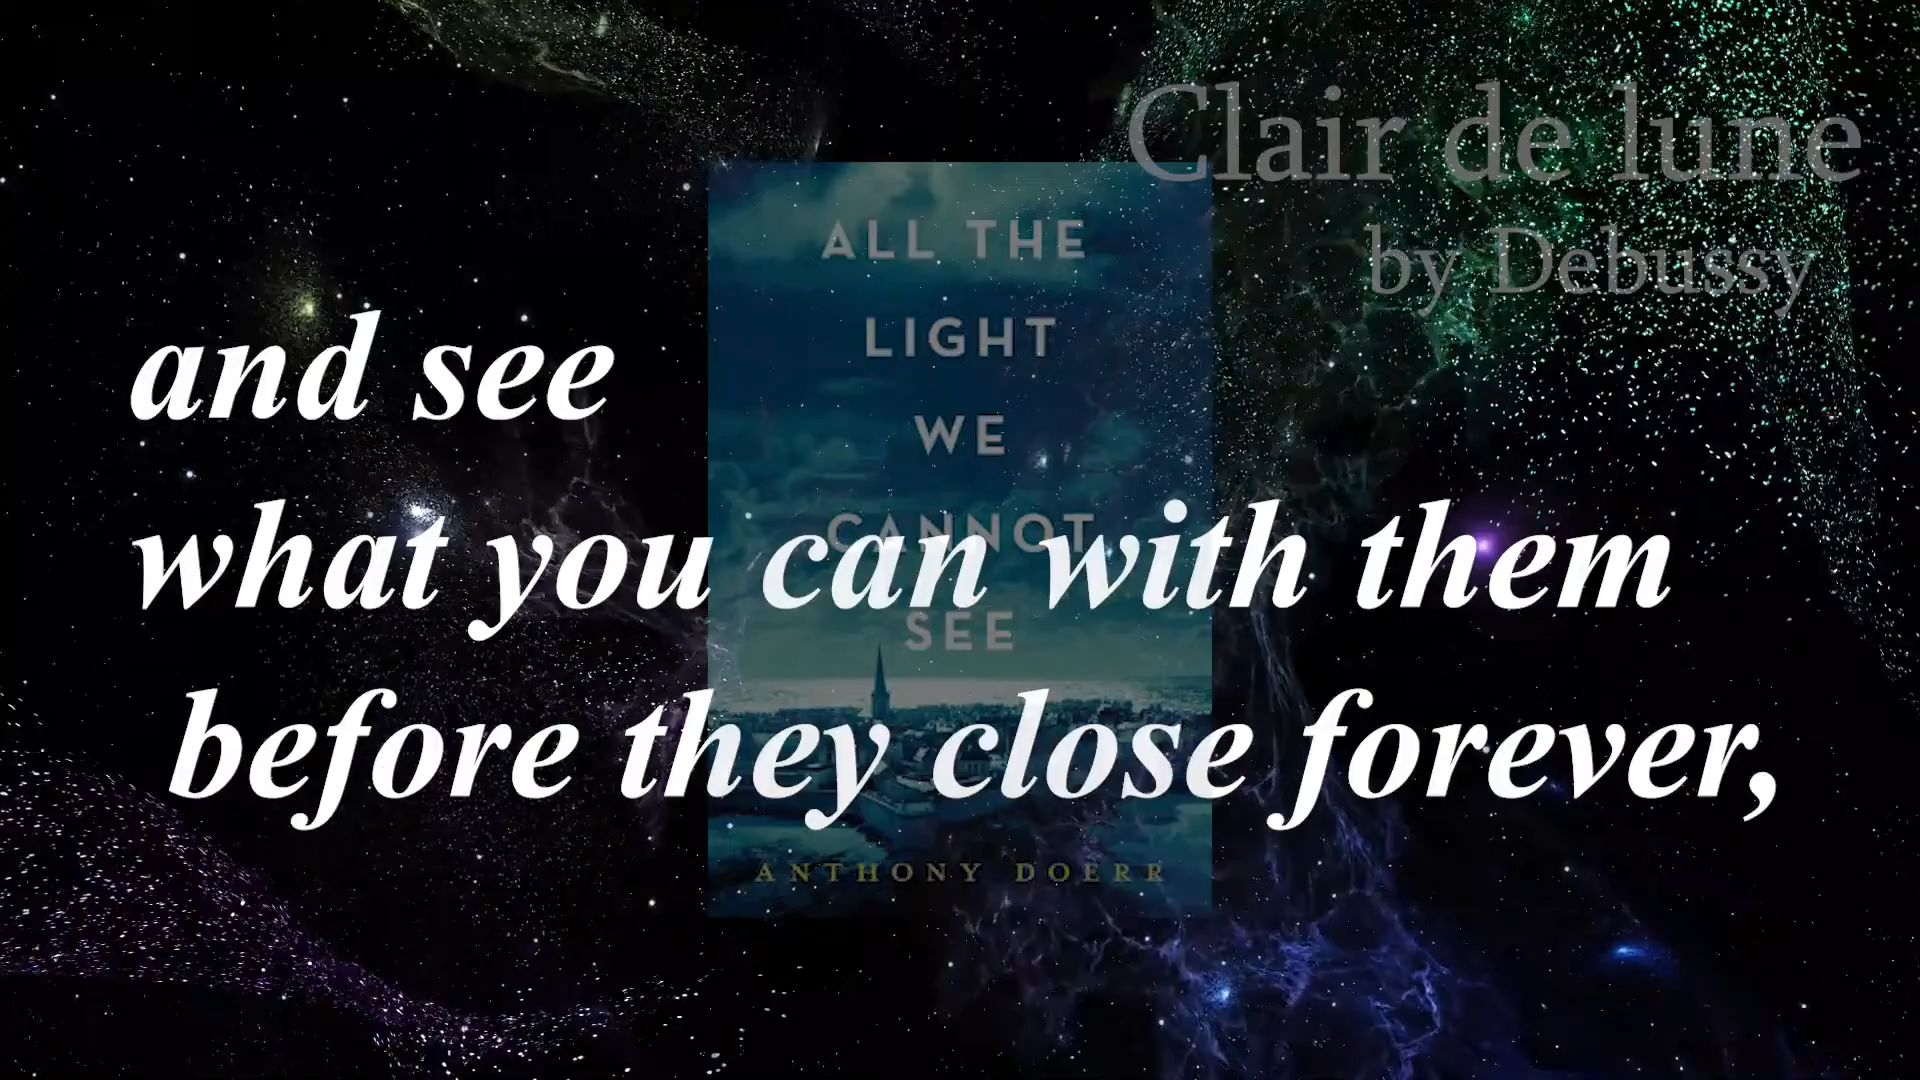 Clair de lune
by Debussy
ALL THE
LIGHT
WE
CANNOT
SEE
ANTHONY DOERR
and see
what you can with them
before they close forever,